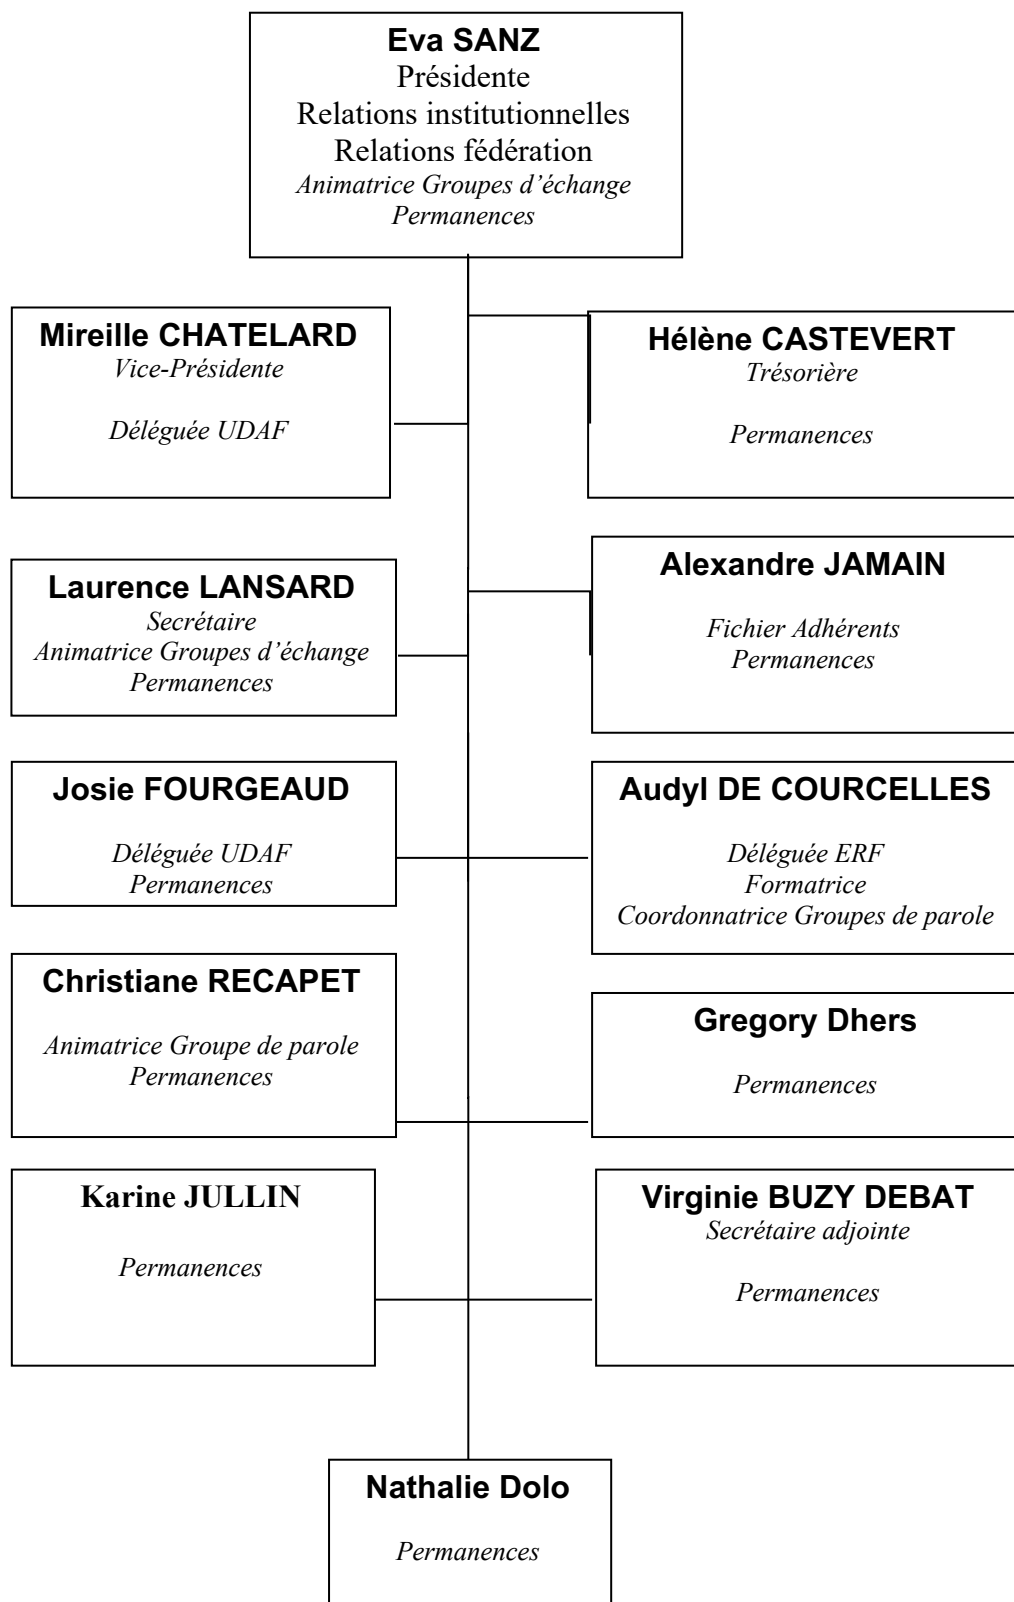 Eva SANZ
Présidente
Relations institutionnelles
Relations fédération
Animatrice Groupes d’échange
Permanences
Mireille CHATELARD
Vice-Présidente
Déléguée UDAF
Hélène CASTEVERT
Trésorière
Permanences
Laurence LANSARD
Secrétaire
Animatrice Groupes d’échange
Permanences
Alexandre JAMAIN
Fichier Adhérents
Permanences
Josie FOURGEAUD
Déléguée UDAF
Permanences
Audyl DE COURCELLES
Déléguée ERF
Formatrice
Coordonnatrice Groupes de parole
Christiane RECAPET
Animatrice Groupe de parole
Permanences
Gregory Dhers
Permanences
Karine JULLIN
Permanences
Virginie BUZY DEBAT
Secrétaire adjointe
Permanences
Nathalie Dolo
Permanences